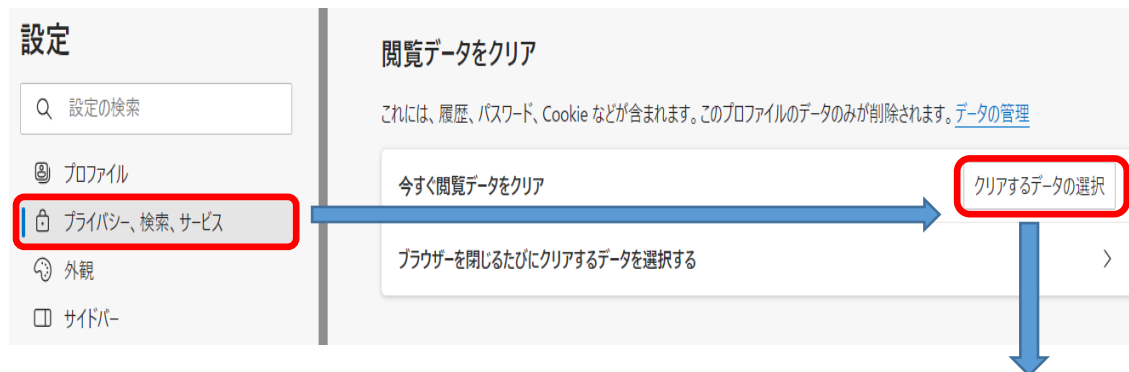 設定
設定の検索
プロファイル
プライバシー、検索、サービス
外観
サイドバー
閲覧データをクリア
これには、履歴、パスワード、Cookie などが含まれます。このプロファイルのデータのみが削除されます。データの管理
今すぐ閲覧データをクリア
クリアするデータの選択
ブラウザーを閉じるたびにクリアするデータを選択する